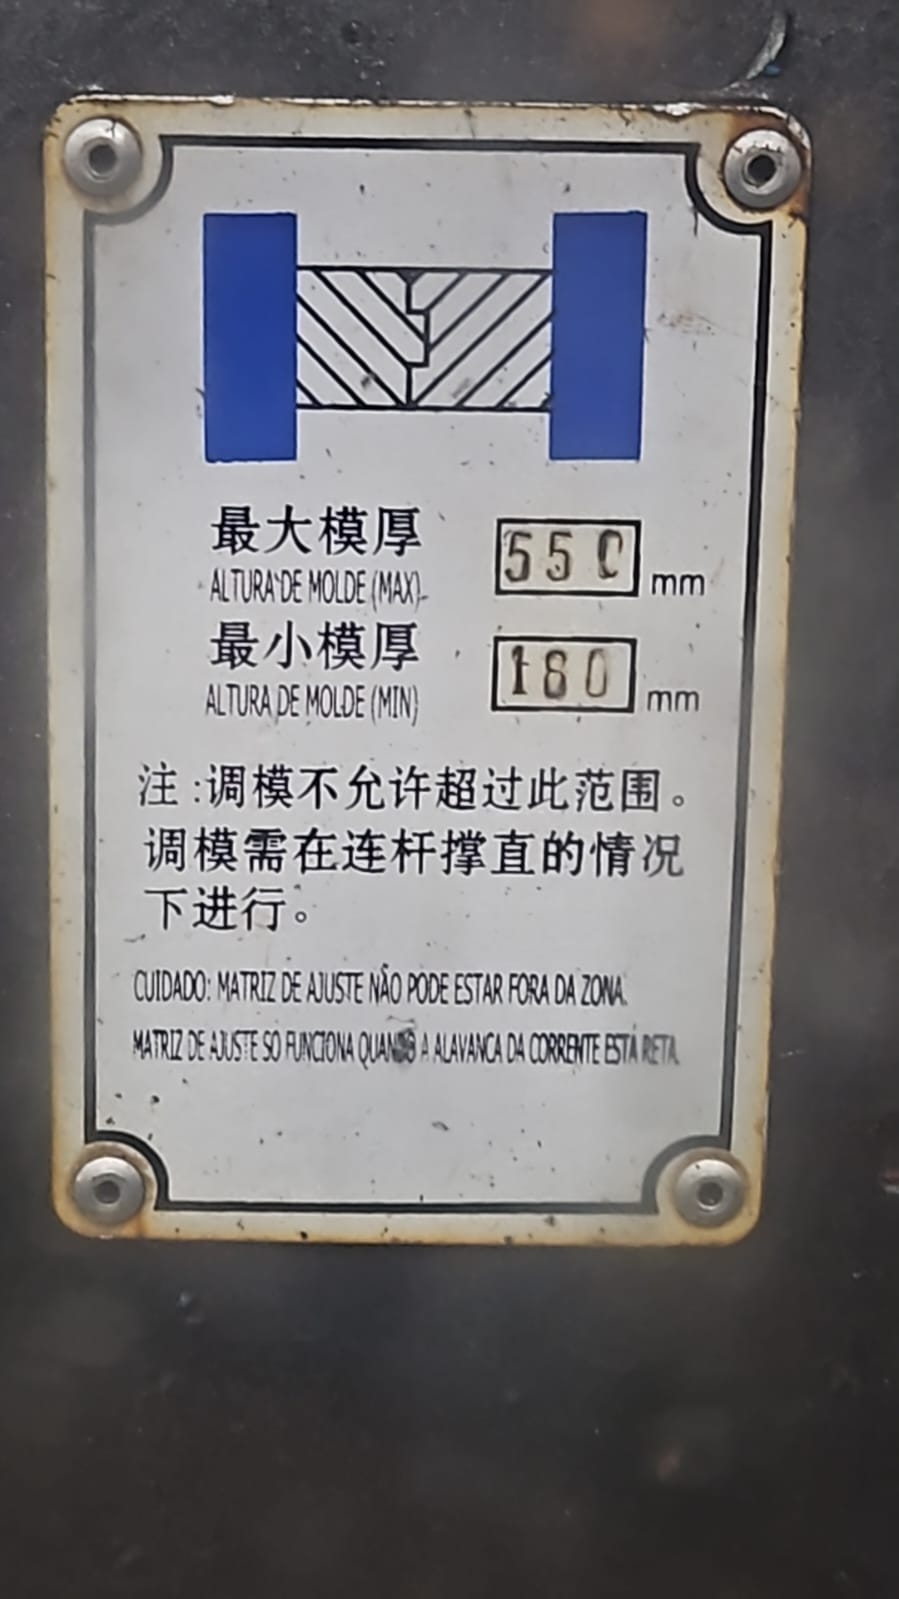 最大模厚
550 mm
ALTURA DE MOLDE (MAX)
最小模厚
180 mm
ALTURA DE MOLDE (MIN)
注:调模不允许超过此范围。
调模需在连杆撑直的情况
下进行。
CUIDADO: MATRIZ DE AJUSTE NÃO PODE ESTAR FORA DA ZONA.
MATRIZ DE AJUSTE SO FUNCIONA QUANDO A ALAVANCA DA CORRENTE ESTÁ RETA.